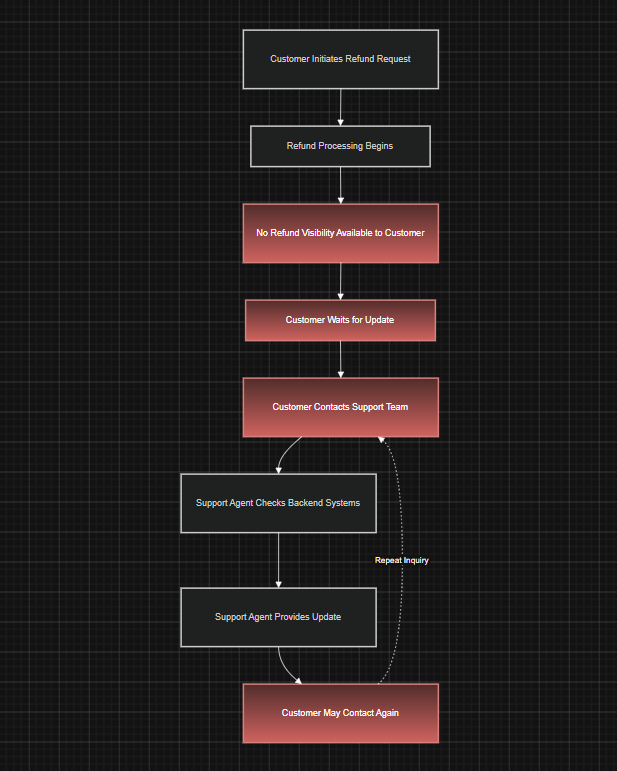 Customer Initiates Refund Request
Refund Processing Begins
No Refund Visibility Available to Customer
Customer Waits for Update
Customer Contacts Support Team
Support Agent Checks Backend Systems
Repeat Inquiry
Support Agent Provides Update
Customer May Contact Again